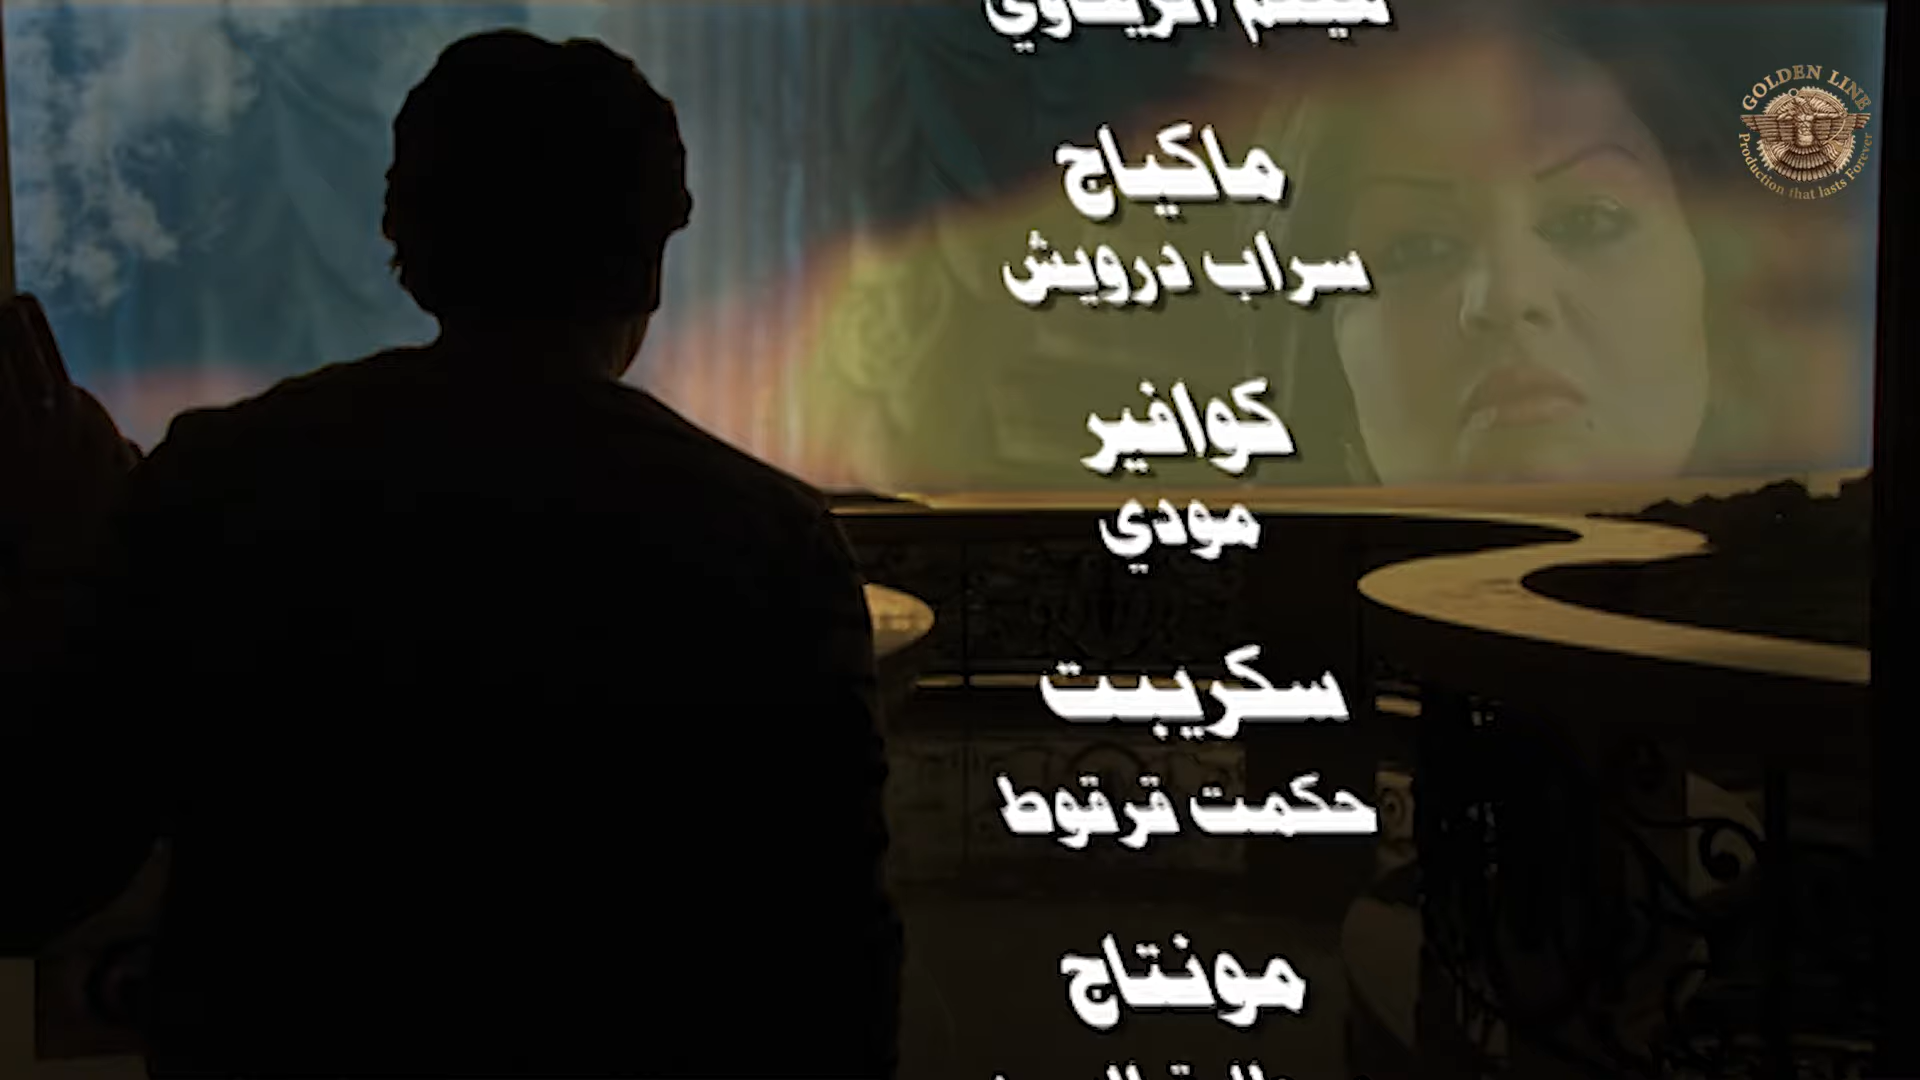 ماكياج
سراب درويش
كوافير
مودي
سكريبت
حكمت قرقوط
مونتاج
GOLDEN LINE
Production that lasts Forever